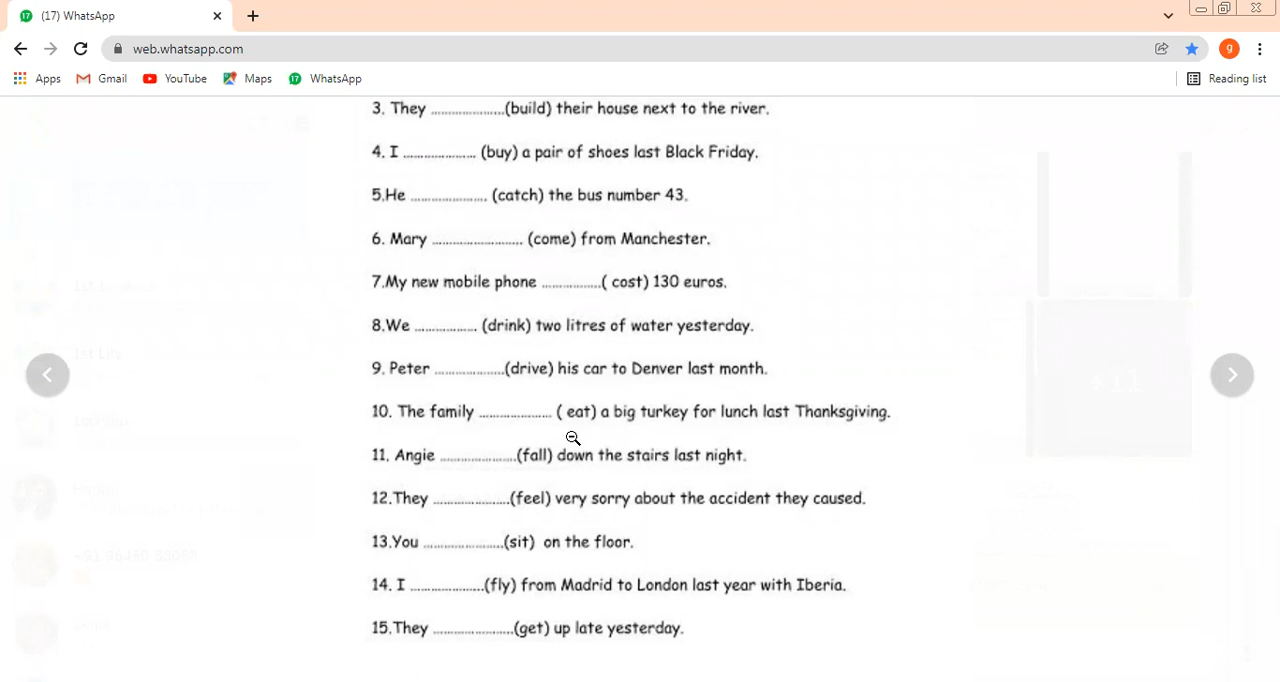 (17) WhatsApp
web.whatsapp.com
g
Apps Gmail YouTube Maps 17 WhatsApp Reading list
3. They ......................(build) their house next to the river.
4. I ...................... (buy) a pair of shoes last Black Friday.
5.He ....................... (catch) the bus number 43.
6. Mary ........................... (come) from Manchester.
7.My new mobile phone .................( cost) 130 euros.
8.We .................. (drink) two litres of water yesterday.
9. Peter ....................(drive) his car to Denver last month.
10. The family ..................... ( eat) a big turkey for lunch last Thanksgiving.
11. Angie .......................(fall) down the stairs last night.
12.They .......................(feel) very sorry about the accident they caused.
13.You ........................(sit) on the floor.
14. I ......................(fly) from Madrid to London last year with Iberia.
15.They ........................(get) up late yesterday.